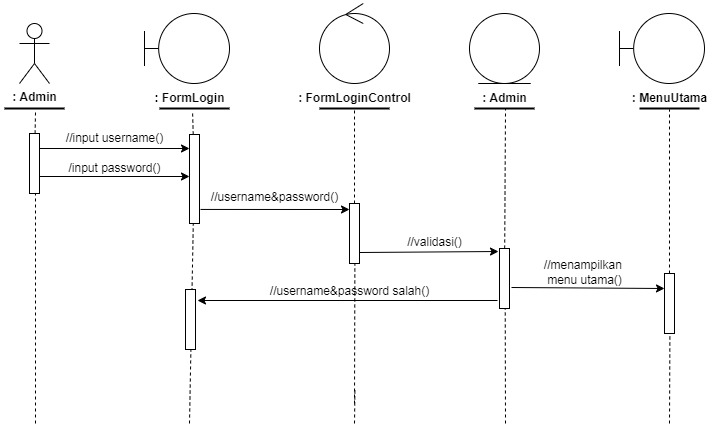 : Admin
: FormLogin
: FormLoginControl
: Admin
: MenuUtama
//input username()
/input password()
//username&password()
//validasi()
//menampilkan
menu utama()
//username&password salah()